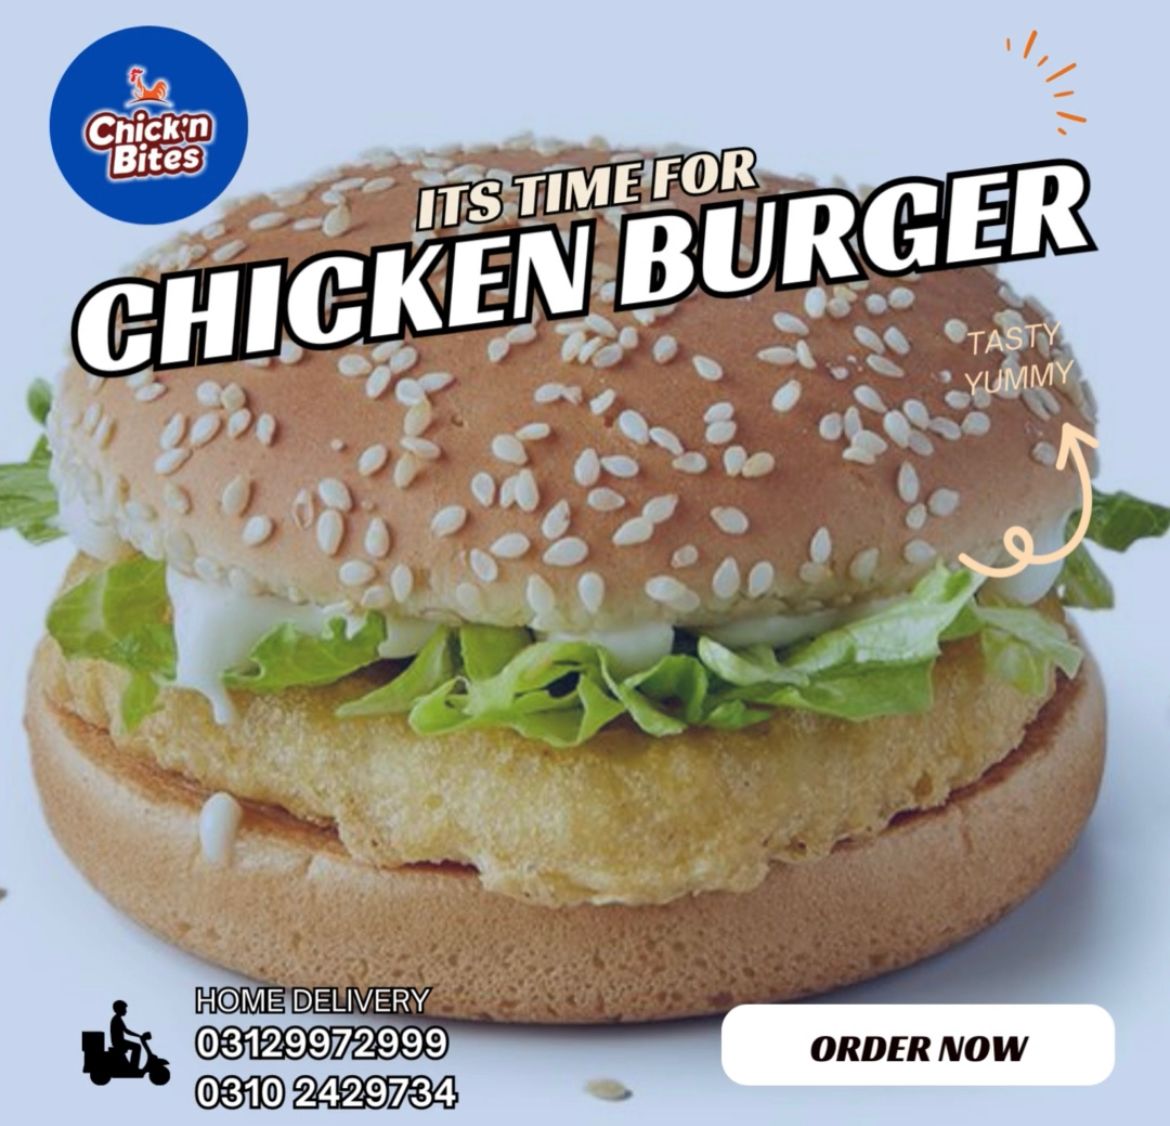 Chick'n
Bites
ITS TIME FOR
CHICKEN BURGER
TASTY
YUMMY
HOME DELIVERY
03129972999
0310 2429734
ORDER NOW